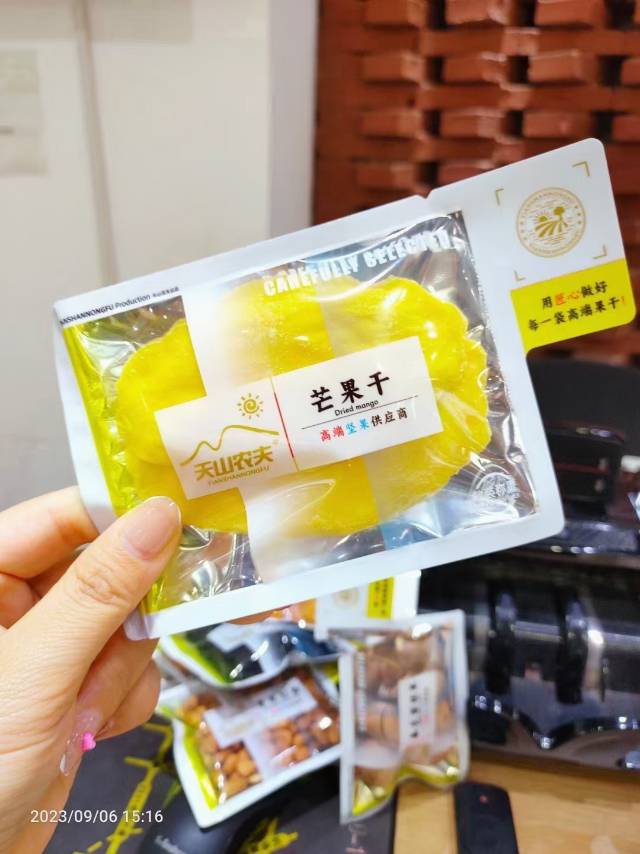 CAREFULLY SELECTED
TIANSHANNONGFU Production
用匠心做好
每一袋高端果干!
芒果干
Dried mango
高端坚果供应商
天山农夫
TIANSHANNONGFU
2023/09/06 15:16